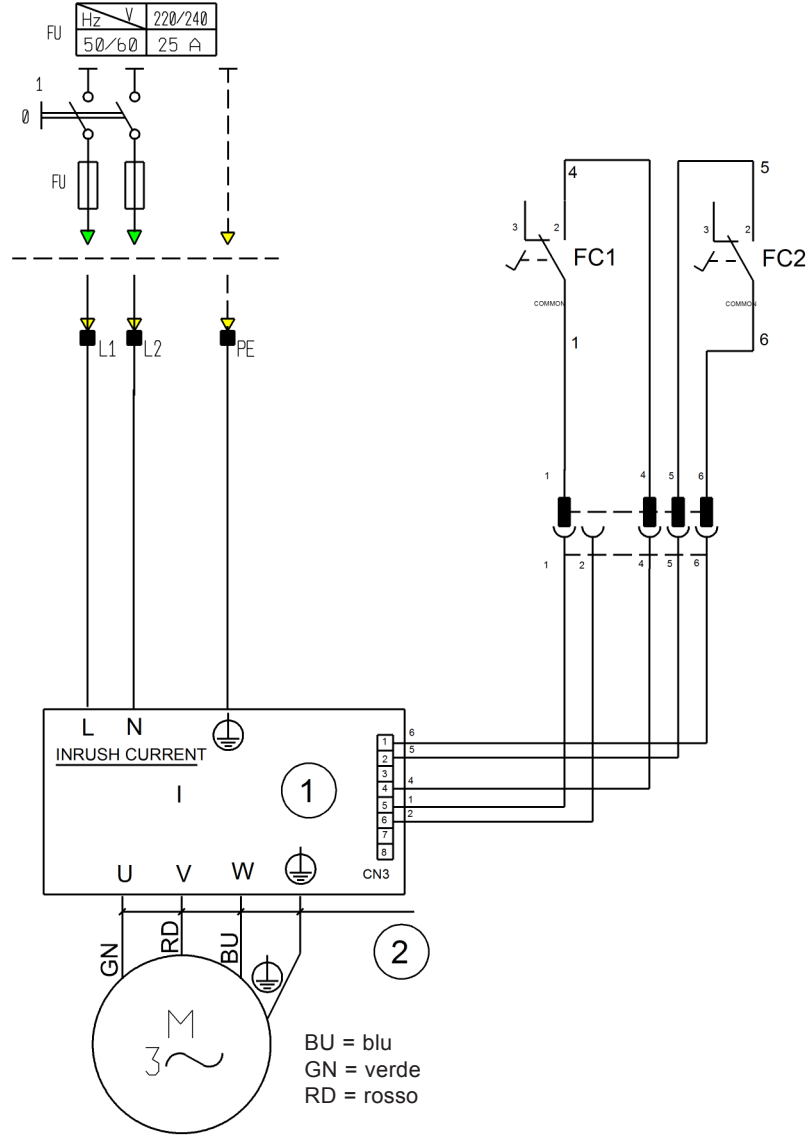 Hz V 220/240
FU 50/60 25 A
1
0
FU
4 5
3 2 FC1 3 2 FC2
COMMON COMMON
1 6
L1 L2 PE
1 4 5 6
1 2 4 5 6
L N
INRUSH CURRENT
I
1
1 6
2 5
3
4 4
5 1
6 2
7
8
CN3
U V W
GN RD BU
2
M
3
BU = blu
GN = verde
RD = rosso